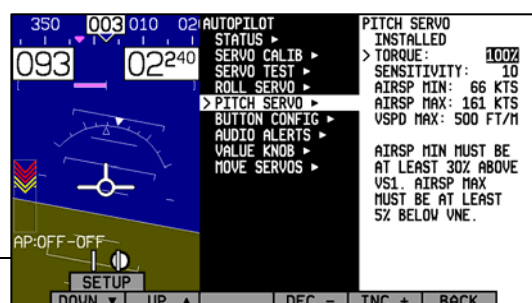 350 003 010 02
093
02240
AP:OFF-OFF
SETUP
AUTOPILOT
STATUS ►
SERVO CALIB ►
SERVO TEST ►
ROLL SERVO ►
>PITCH SERVO ►
BUTTON CONFIG ►
AUDIO ALERTS ►
VALUE KNOB ►
MOVE SERVOS ►
PITCH SERVO
INSTALLED
>TORQUE: 100%
SENSITIVITY: 10
AIRSP MIN: 66 KTS
AIRSP MAX: 161 KTS
VSPD MAX: 500 FT/M
AIRSP MIN MUST BE
AT LEAST 30% ABOVE
VS1. AIRSP MAX
MUST BE AT LEAST
5% BELOW VNE.
DOWN ▼ UP ▲ DEC - INC + BACK